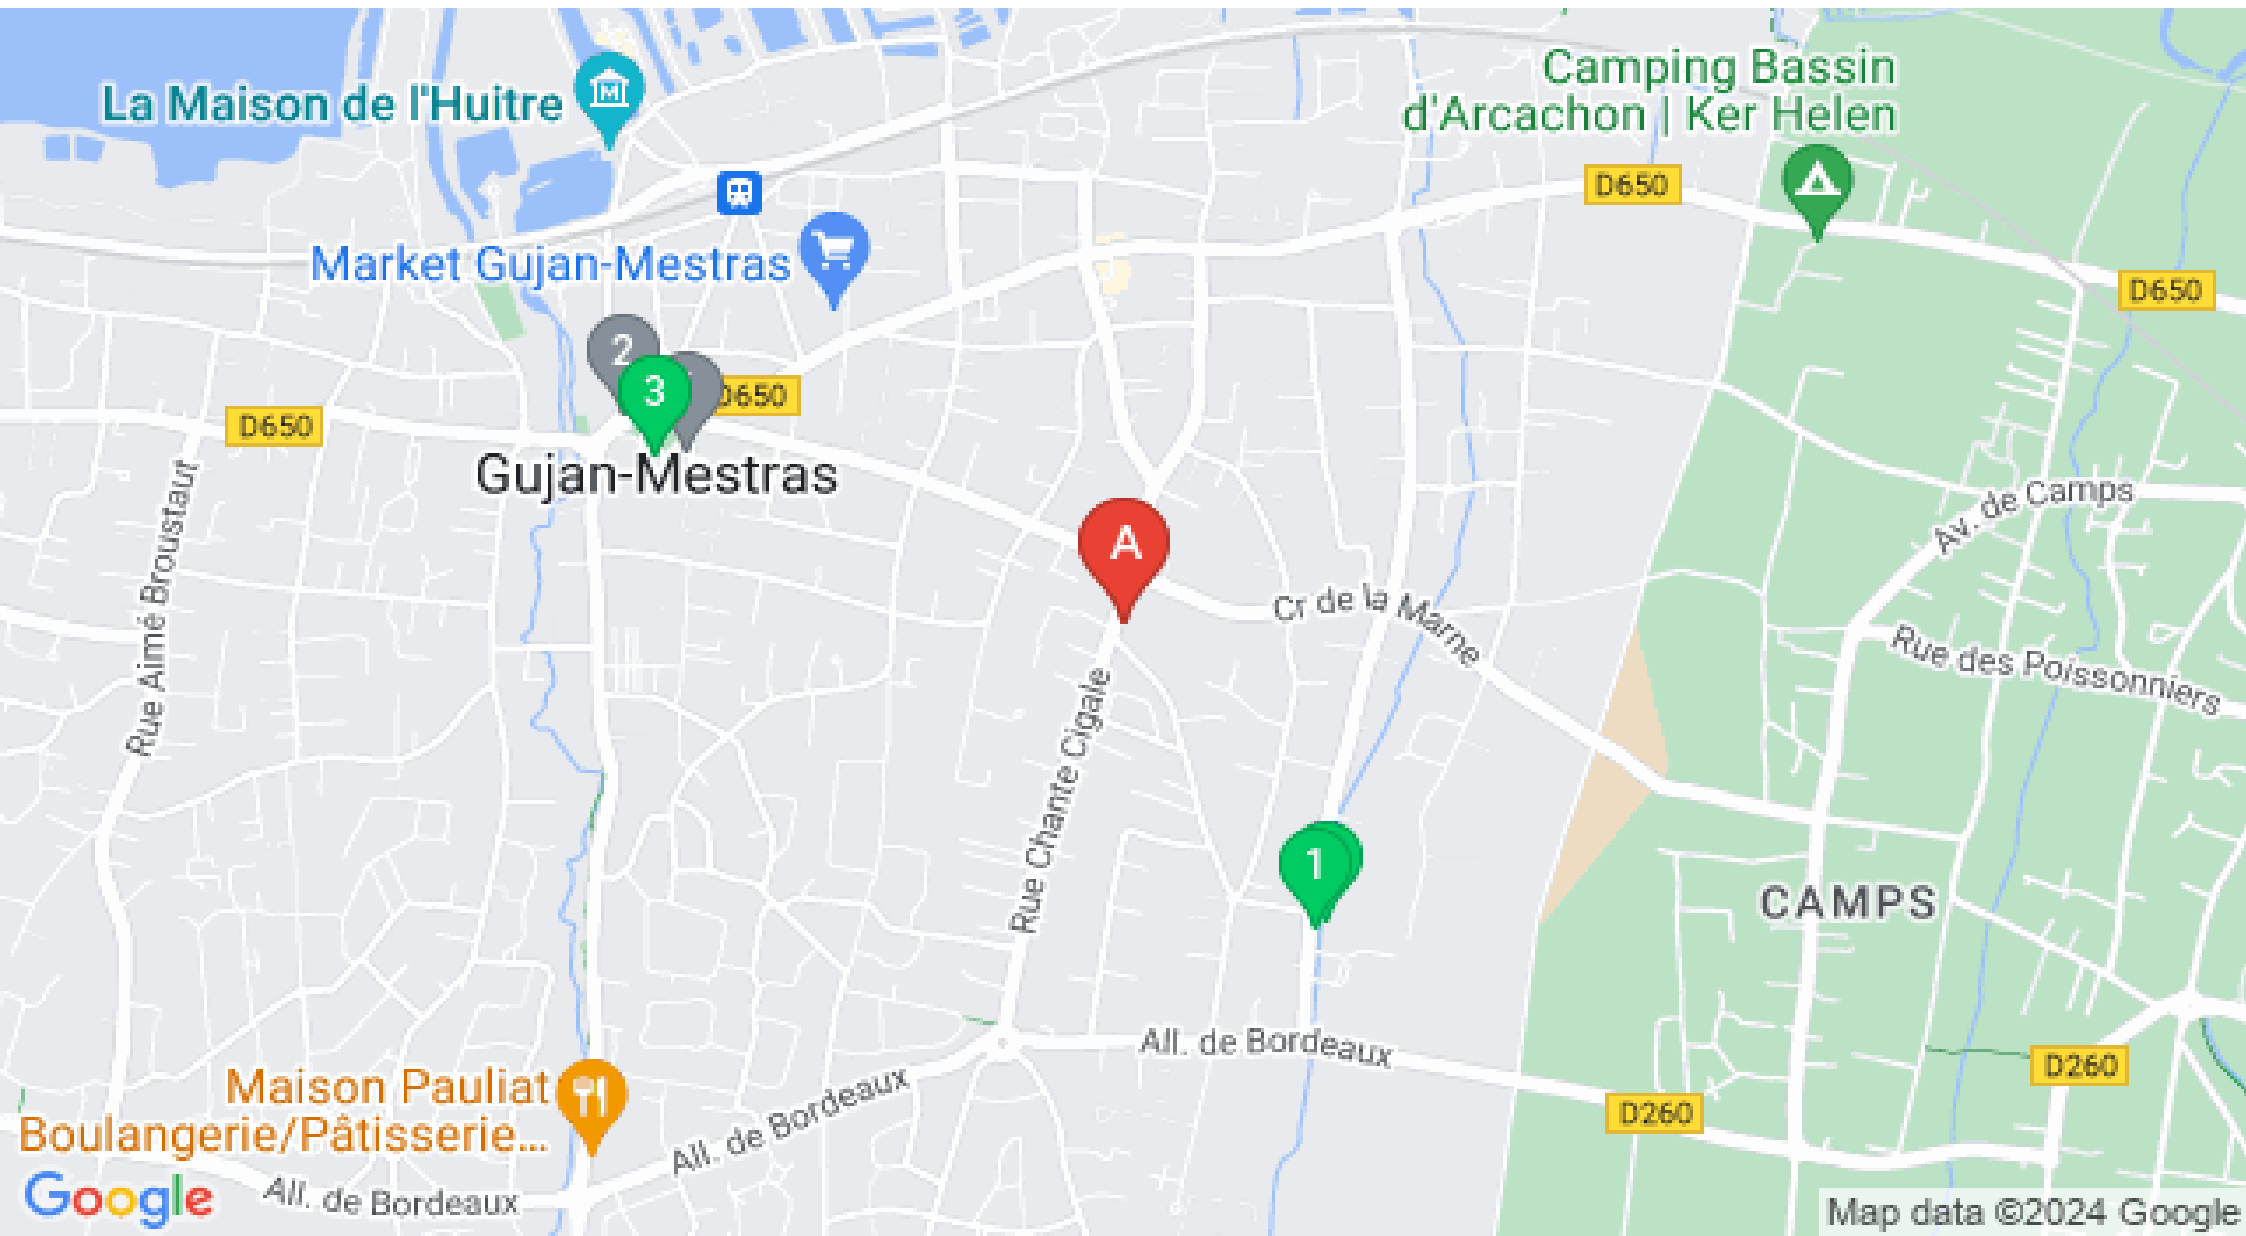 La Maison de l'Huitre
Camping Bassin
d'Arcachon | Ker Helen
D650
Market Gujan-Mestras
D650
2
3
D650
D650
Gujan-Mestras
A
Rue Aimé Broustaut
Av. de Camps
Cr de la Marne
Rue des Poissonniers
Rue Chante Cigale
1
CAMPS
All. de Bordeaux
D260
D260
Maison Pauliat
Boulangerie/Pâtisserie...
All. de Bordeaux
All. de Bordeaux
Google
Map data ©2024 Google